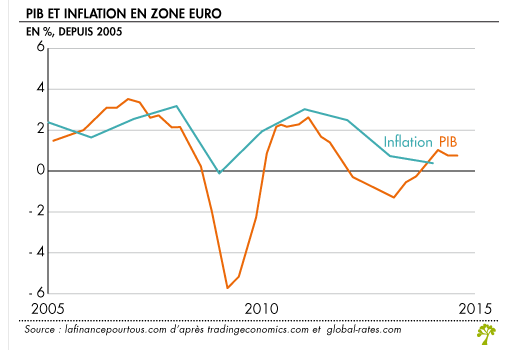 PIB ET INFLATION EN ZONE EURO
EN %, DEPUIS 2005
6
4
2
Inflation PIB
0
- 2
- 4
- 6
2005 2010 2015
Source : lafinancepourtous.com d'après tradingeconomics.com et global-rates.com